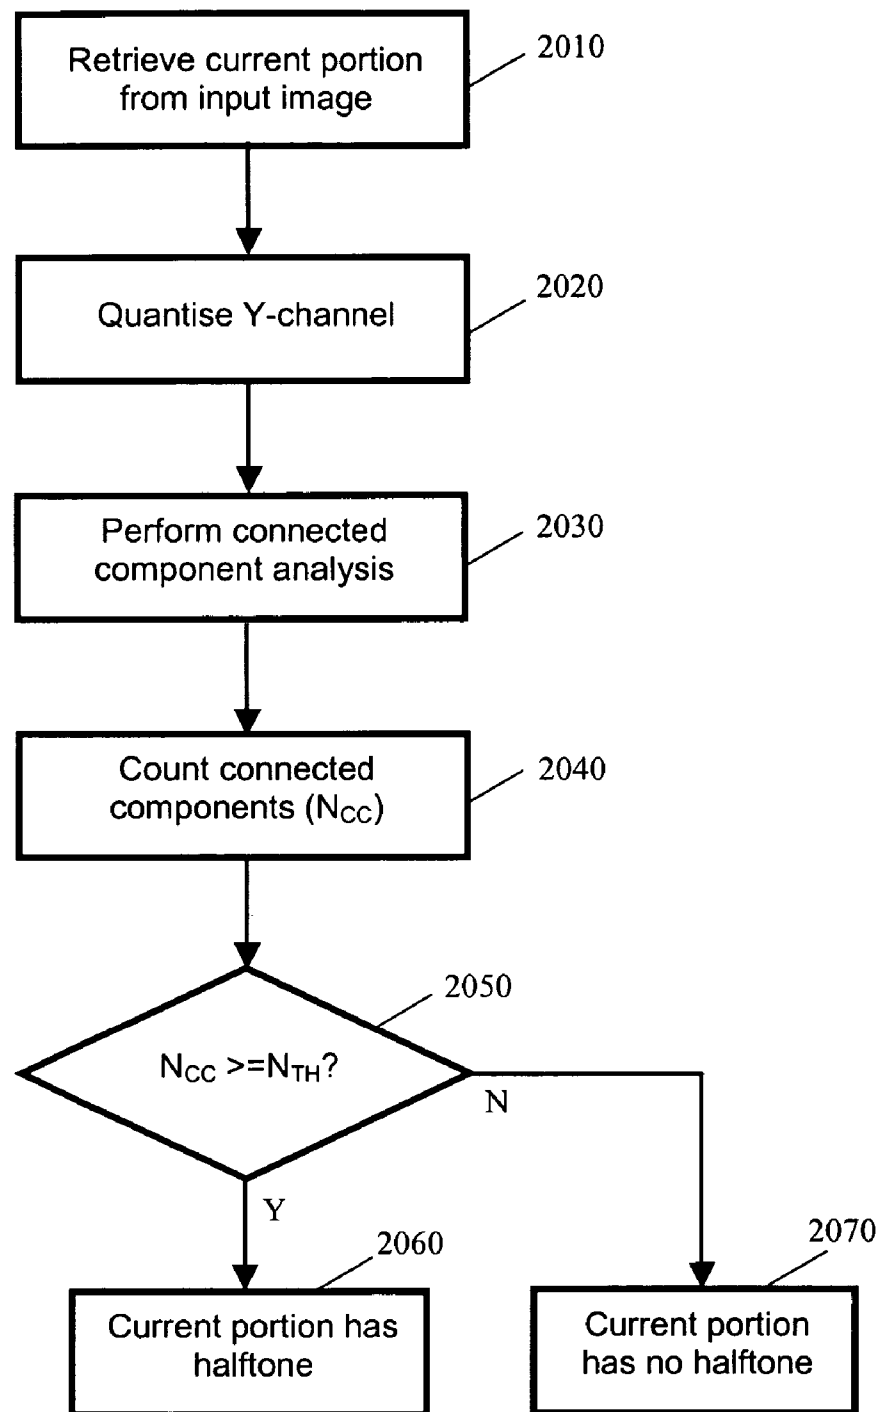 Retrieve current portion
from input image
2010
Quantise Y-channel
2020
Perform connected
component analysis
2030
Count connected
components (NCC)
2040
NCC >=NTH?
2050
N
Y
2060
Current portion has
halftone
2070
Current portion
has no halftone